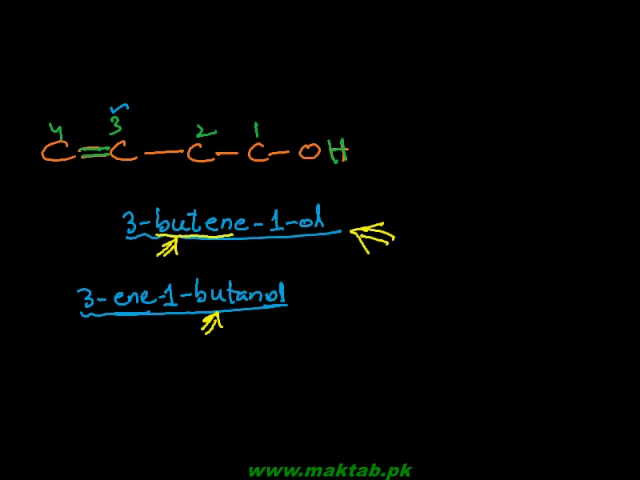 4 3 2 1
C=C-C-C-OH
3-butene-1-ol
3-ene-1-butanol
www.maktab.pk